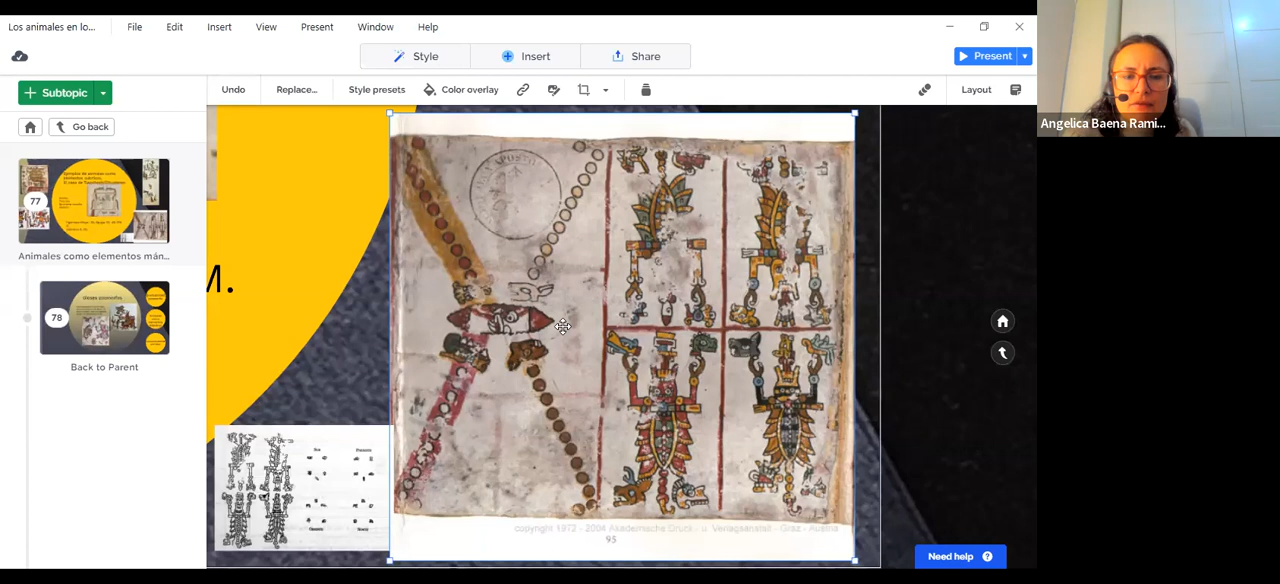 Los animales en lo...
File
Edit
Insert
View
Present
Window
Help
Style
Insert
Share
Present
Subtopic
Undo
Replace...
Style presets
Color overlay
Layout
Go back
77
Animales como elementos mán...
78
Back to Parent
M.
copyright 1972 - 2004 Akademische Druck - u. Verlagsanstalt - Graz - Austria
95
Need help
?
Angelica Baena Rami...